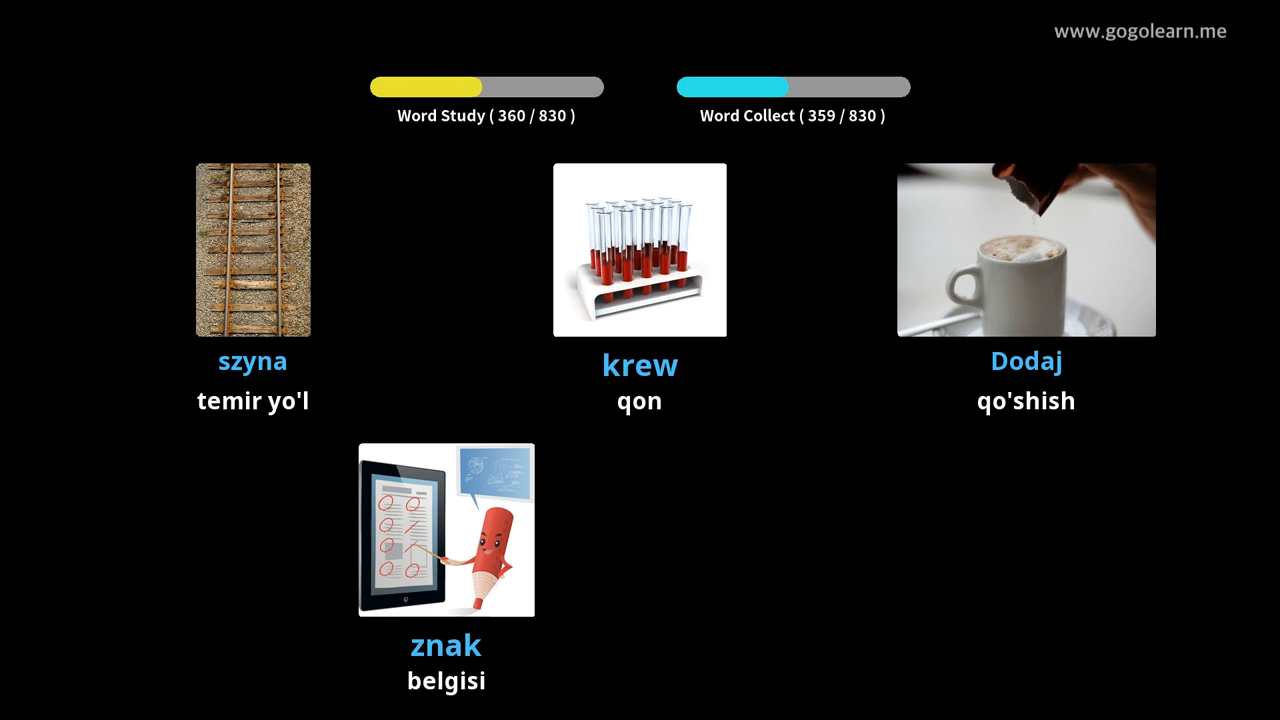 www.gogolearn.me
Word Study ( 360 / 830 )
Word Collect ( 359 / 830 )
szyna
temir yo'l
krew
qon
Dodaj
qo'shish
znak
belgisi